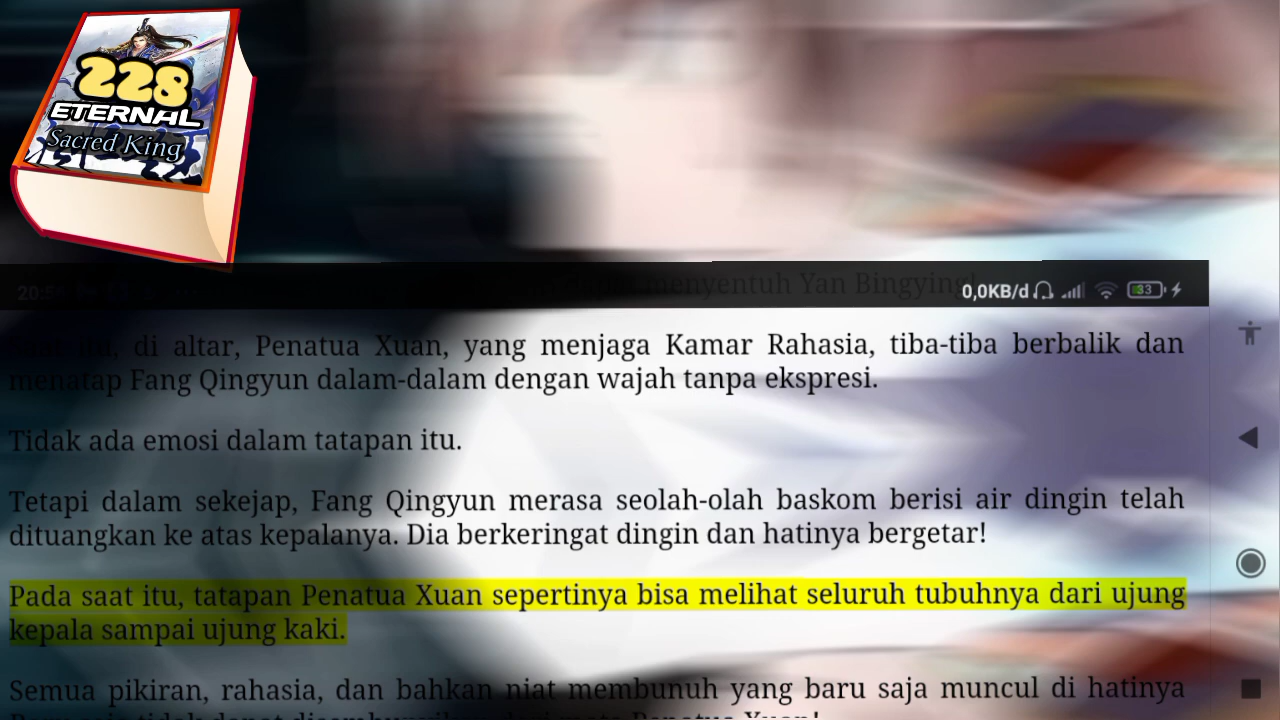 228
ETERNAL
Sacred King
menyentuh Yan Bingying!
20:5
0,0KB/d
33
itu, di altar, Penatua Xuan, yang menjaga Kamar Rahasia, tiba-tiba berbalik dan
menatap Fang Qingyun dalam-dalam dengan wajah tanpa ekspresi.
Tidak ada emosi dalam tatapan itu.
Tetapi dalam sekejap, Fang Qingyun merasa seolah-olah baskom berisi air dingin telah
dituangkan ke atas kepalanya. Dia berkeringat dingin dan hatinya bergetar!
Pada saat itu, tatapan Penatua Xuan sepertinya bisa melihat seluruh tubuhnya dari ujung
kepala sampai ujung kaki.
Semua pikiran, rahasia, dan bahkan niat membunuh yang baru saja muncul di hatinya